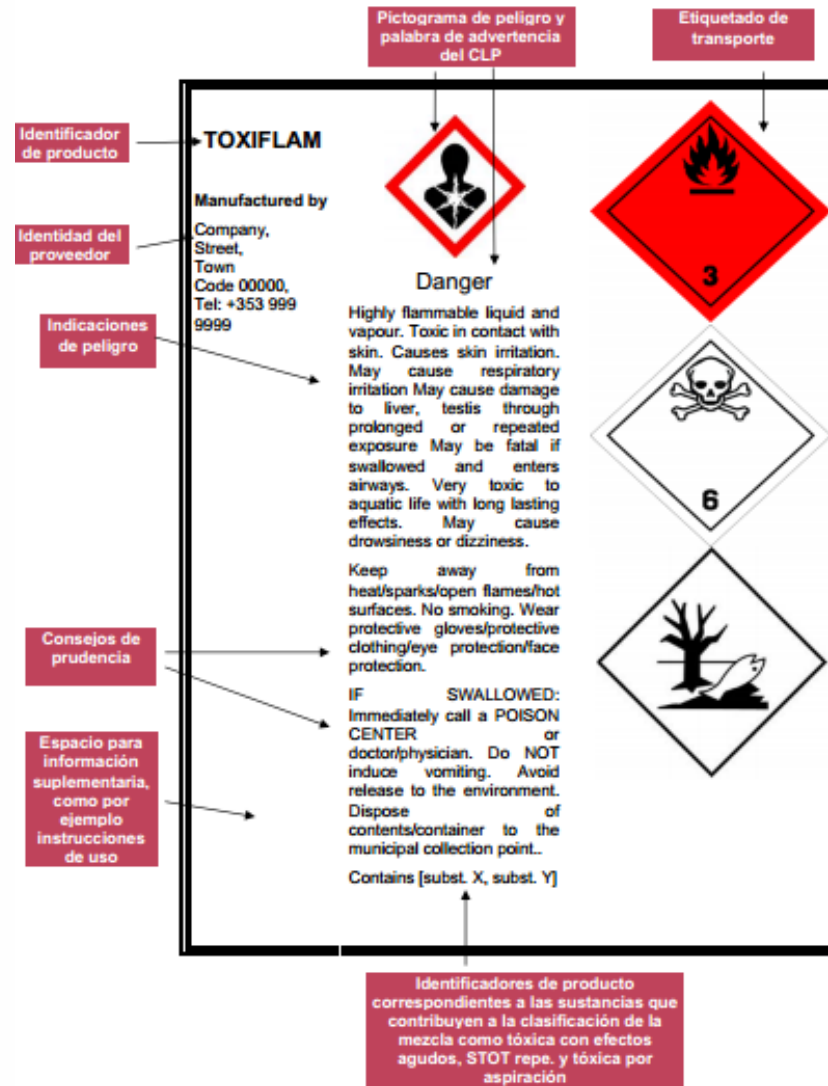 Pictograma de peligro y
palabra de advertencia
del CLP
Etiquetado de
transporte
Identificador
de producto
TOXIFLAM
Manufactured by
Identidad del
proveedor
Company,
Street,
Town
Code 00000,
Tel: +353 999
9999
Danger
3
Indicaciones
de peligro
Highly flammable liquid and
vapour. Toxic in contact with
skin. Causes skin irritation.
May cause respiratory
irritation May cause damage
to liver, testis through
prolonged or repeated
exposure May be fatal if
swallowed and enters
airways. Very toxic to
aquatic life with long lasting
effects. May cause
drowsiness or dizziness.
6
Consejos de
prudencia
Keep away from
heat/sparks/open flames/hot
surfaces. No smoking. Wear
protective gloves/protective
clothing/eye protection/face
protection.
IF SWALLOWED:
Immediately call a POISON
CENTER or
doctor/physician. Do NOT
induce vomiting. Avoid
release to the environment.
Dispose of
contents/container to the
municipal collection point..
Espacio para
información
suplementaria,
como por
ejemplo
instrucciones
de uso
Contains [subst. X, subst. Y]
Identificadores de producto
correspondientes a las sustancias que
contribuyen a la clasificación de la
mezcla como tóxica con efectos
agudos, STOT repe. y tóxica por
aspiración